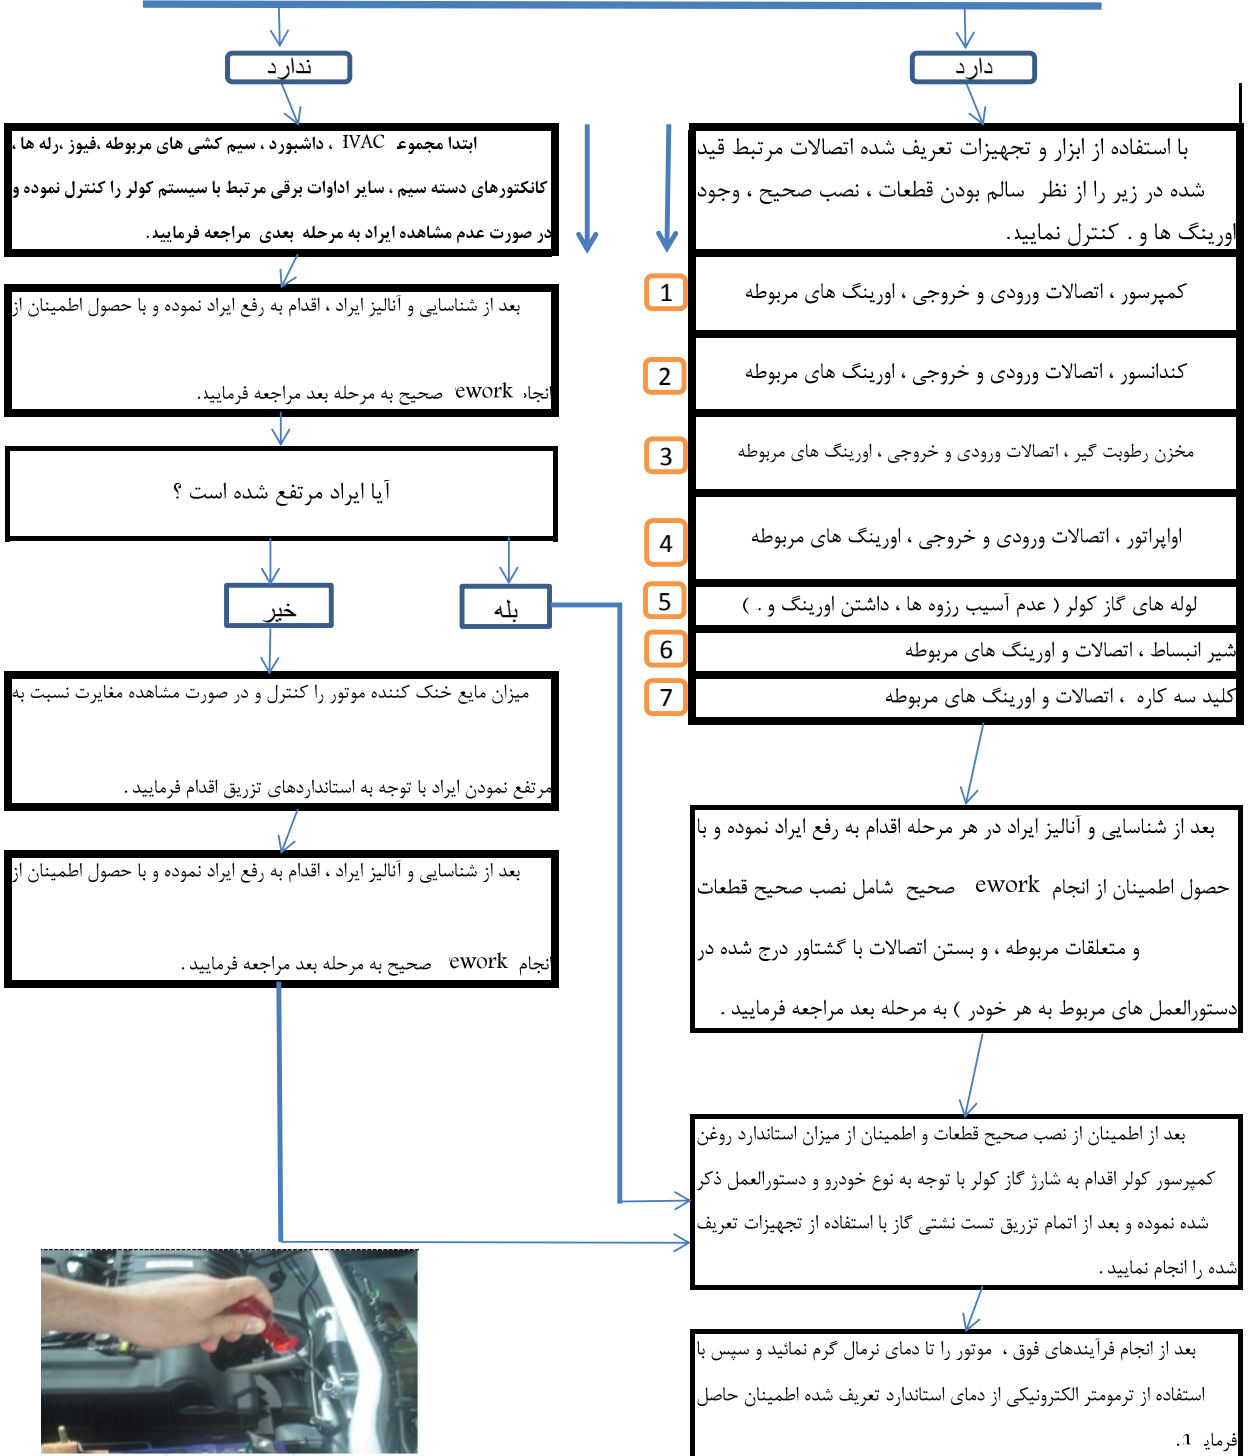 دارد
ندارد
با استفاده از ابزار و تجهیزات تعریف شده اتصالات مرتبط قید
شده در زیر را از نظر سالم بودن قطعات ، نصب صحیح ، وجود
اورینگ ها و . کنترل نمایید.
1
کمپرسور ، اتصالات ورودی و خروجی ، اورینگ های مربوطه
2
کندانسور ، اتصالات ورودی و خروجی ، اورینگ های مربوطه
3
مخزن رطوبت گیر ، اتصالات ورودی و خروجی ، اورینگ های مربوطه
4
اواپراتور ، اتصالات ورودی و خروجی ، اورینگ های مربوطه
5
لوله های گاز کولر ( عدم آسیب رزوه ها ، داشتن اورینگ و . )
6
شیر انبساط ، اتصالات و اورینگ های مربوطه
7
کلید سه کاره ، اتصالات و اورینگ های مربوطه
بعد از شناسایی و آنالیز ایراد در هر مرحله اقدام به رفع ایراد نموده و با
حصول اطمینان از انجام ework صحیح شامل نصب صحیح قطعات
و متعلقات مربوطه ، و بستن اتصالات با گشتاور درج شده در
دستورالعمل های مربوط به هر خودر ) به مرحله بعد مراجعه فرمایید .
بعد از اطمینان از نصب صحیح قطعات و اطمینان از میزان استاندارد روغن
کمپرسور کولر اقدام به شارژ گاز کولر با توجه به نوع خودرو و دستورالعمل ذکر
شده نموده و بعد از اتمام تزریق تست نشتی گاز با استفاده از تجهیزات تعریف
شده را انجام نمایید .
بعد از انجام فرآیندهای فوق ، موتور را تا دمای نرمال گرم نمائید و سپس با
استفاده از ترمومتر الکترونیکی از دمای استاندارد تعریف شده اطمینان حاصل
ابتدا مجموعه IVAC ، داشبورد ، سیم کشی های مربوطه ،فیوز ،رله ها ،
کانکتورهای دسته سیم ، سایر اداوات برقی مرتبط با سیستم کولر را کنترل نموده و
در صورت عدم مشاهده ایراد به مرحله بعدی مراجعه فرمایید.
بعد از شناسایی و آنالیز ایراد ، اقدام به رفع ایراد نموده و با حصول اطمینان از
انجام ework صحیح به مرحله بعد مراجعه فرمایید.
آیا ایراد مرتفع شده است ؟
بله
خیر
میزان مایع خنک کننده موتور را کنترل و در صورت مشاهده مغایرت نسبت به
مرتفع نمودن ایراد با توجه به استانداردهای تزریق اقدام فرمایید .
بعد از شناسایی و آنالیز ایراد ، اقدام به رفع ایراد نموده و با حصول اطمینان از
انجام ework صحیح به مرحله بعد مراجعه فرمایید .